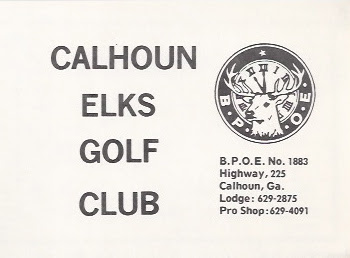 CALHOUN
ELKS
GOLF
CLUB
B.P.O.E.
B.P.O.E. No. 1883
Highway, 225
Calhoun, Ga.
Lodge: 629-2875
Pro Shop: 629-4091